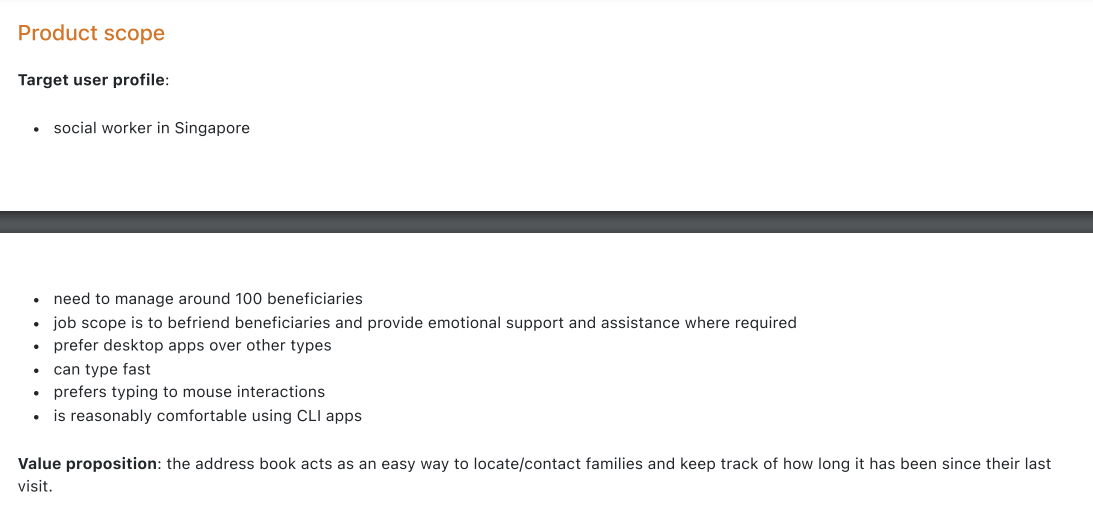 Product scope
Target user profile:
• social worker in Singapore
• need to manage around 100 beneficiaries
• job scope is to befriend beneficiaries and provide emotional support and assistance where required
• prefer desktop apps over other types
• can type fast
• prefers typing to mouse interactions
• is reasonably comfortable using CLI apps
Value proposition: the address book acts as an easy way to locate/contact families and keep track of how long it has been since their last
visit.